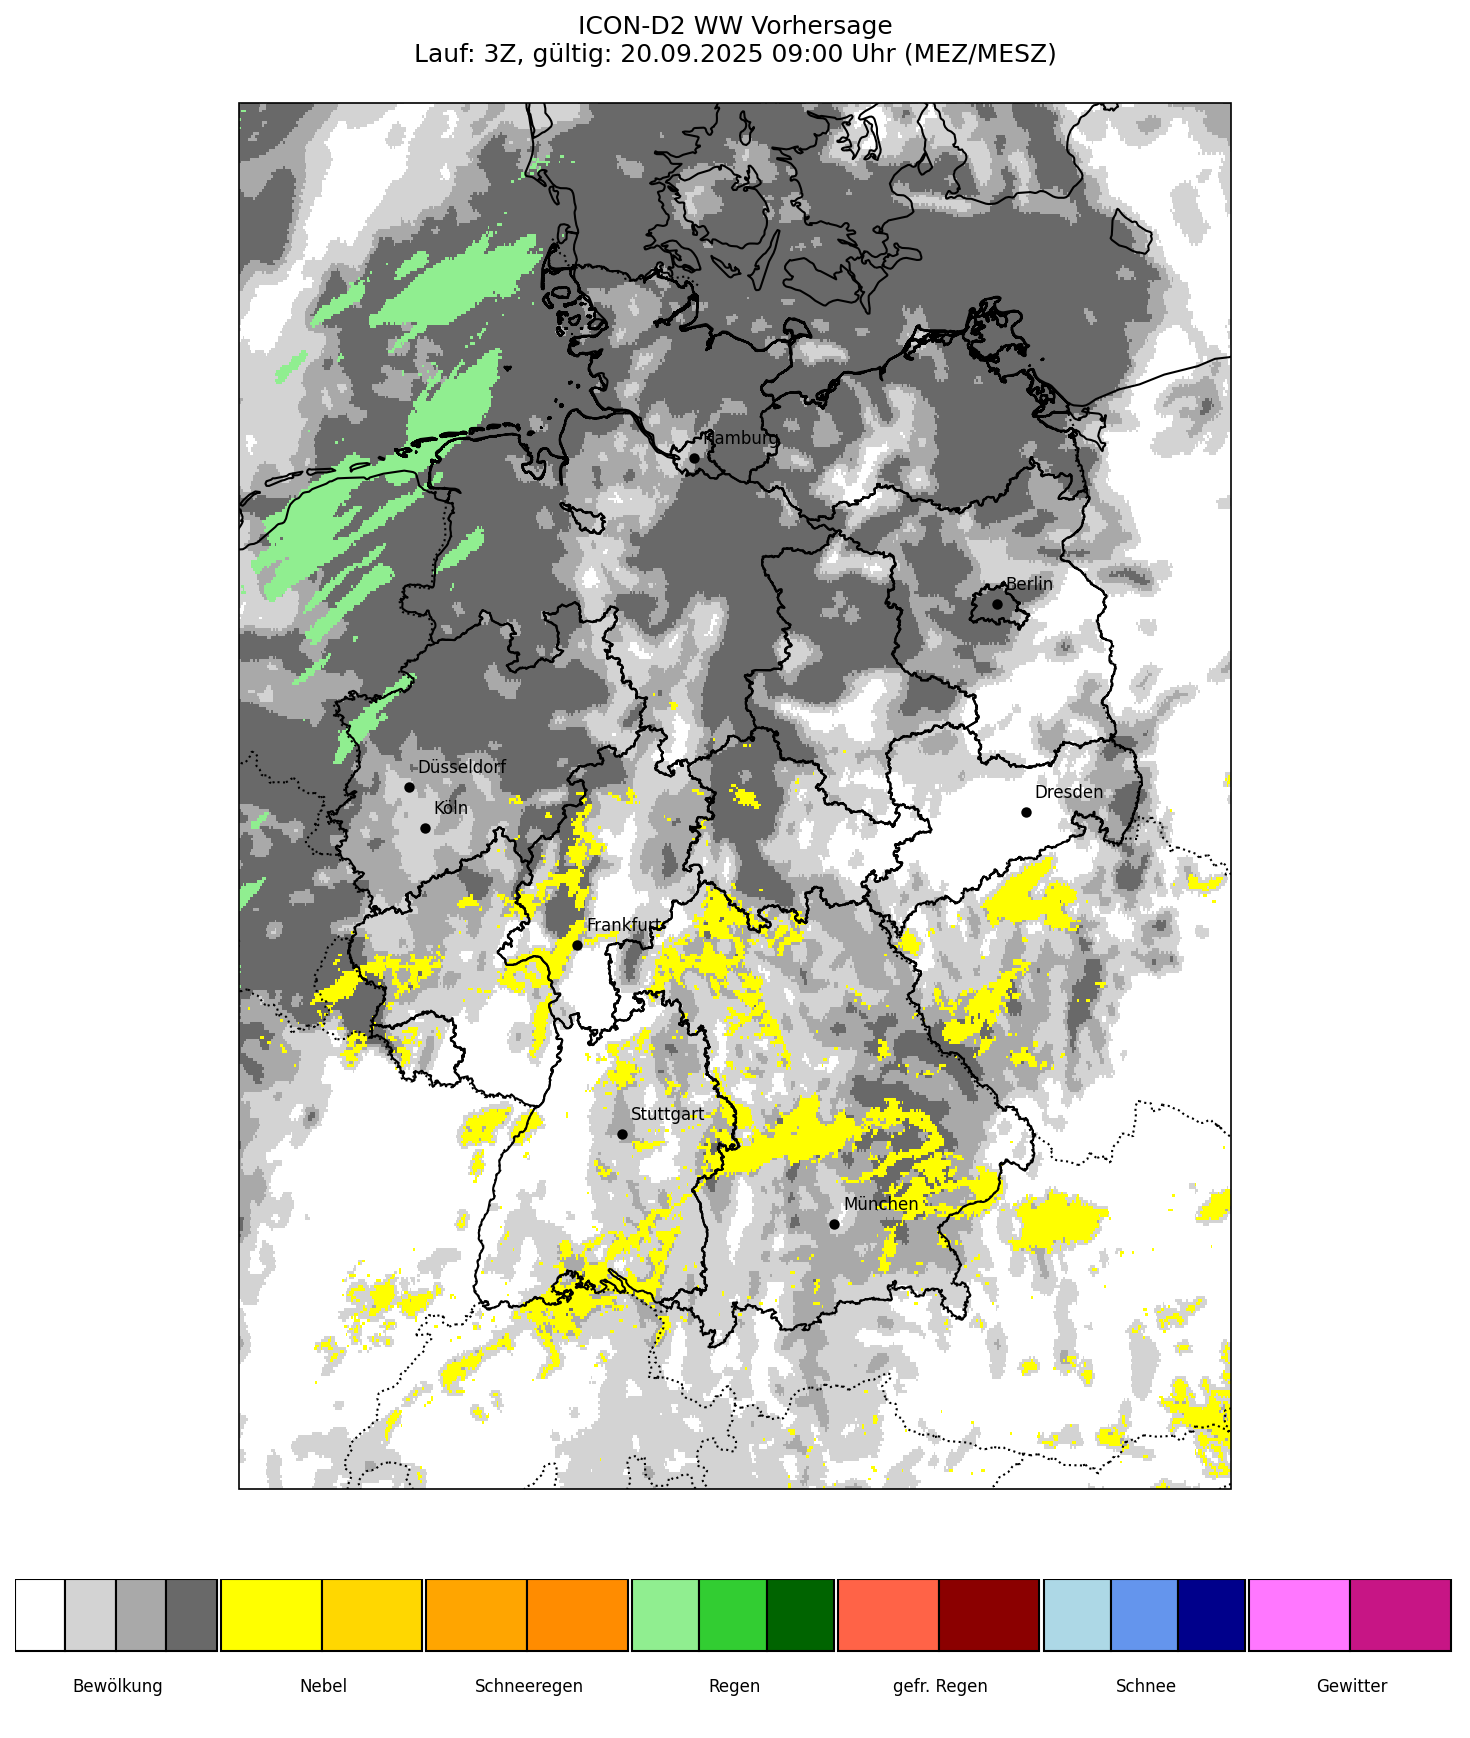 ICON-D2 WW Vorhersage
Lauf: 3Z, gültig: 20.09.2025 09:00 Uhr (MEZ/MESZ)
Hamburg
Berlin
Düsseldorf
Dresden
Köln
Frankfurt
Stuttgart
München
Bewölkung
Nebel
Schneeregen
Regen
gefr. Regen
Schnee
Gewitter